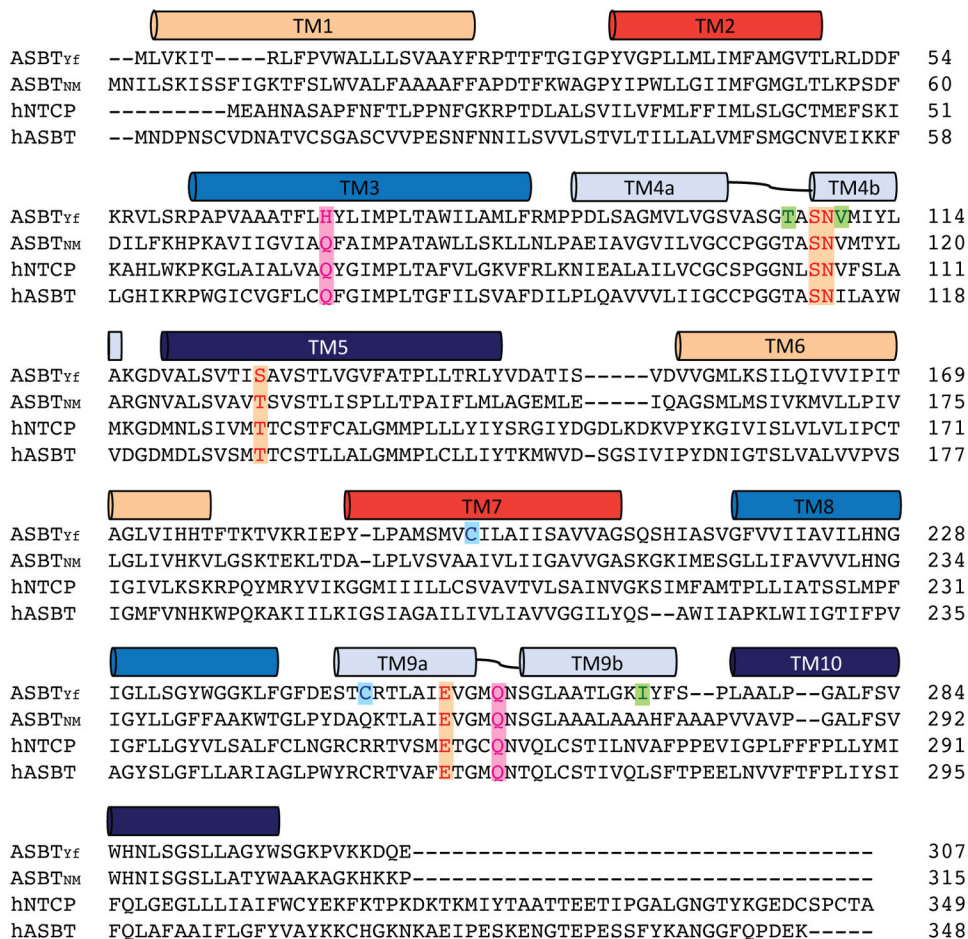 TM1 TM2
ASBTYf --MLVKIT----RLFPVWALLLSVAAYFRPTTFTGIGPYVGPLLMLIMFAMGVTLRLDDF 54
ASBTNM MNILSKISSFIGKTFSLWVALFAAAAFFAPDTFKWAGPYIPWLLGIIMFGMGLTLKPSDF 60
hNTCP ---------MEAHNASAPFNFTLPPNFGKRPTDLALSVILVFMLFFIMLSLGCTMEFSKI 51
hASBT --MNDPNSCVDNATVCSGASCVVPESNFNNILSVVLSTVLTILLALVMFSMGCNVEIKKF 58
TM3 TM4a TM4b
ASBTYf KRVLSRPAPVAAATFLHYLIMPLTAWILAMLFRMPPDLSAGMVLVGSVASGTASNVMIYL 114
ASBTNM DILFKHPKAVIIGVIAQFAIMPATAWLLSKLLNLPAEIAVGVILVGCCPGGTASNVMTYL 120
hNTCP KAHLWKPKGLAIALVAQYGIMPLTAFVLGKVFRLKNIEALAILVCGCSPGGNLSNVFSLA 111
hASBT LGHIKRPWGICVGFLCQFGIMPLTGFILSVAFDILPLQAVVVLIIGCCPGGTASNILAYW 118
TM5 TM6
ASBTYf AKGDVALSVTISAVSTLVGVFATPLLTRLYVDATIS-----VDVVGMLKSILQIVVIPIT 169
ASBTNM ARGNVALSVAVTSVSTLISPLLTPAIFLMLAGEMLE-----IQAGSMLMSIVKMVLLPIV 175
hNTCP MKGDMNLSIVMTTCSTFCALGMMPLLLYIYSRGIYDGDLKDKVPYKGIVISLVLVLIPCT 171
hASBT VDGDMDLSVSMTTCSTLLALGMMPLCLLIYTKMWVD-SGSIVIPYDNIGTSLVALVVPVS 177
TM7 TM8
ASBTYf AGLVIHHTFTKTVKRIEPY-LPAMSMVCILAIISAVVAGSQSHIASVGFVVIIAVILHNG 228
ASBTNM LGLIVHKVLGSKTEKLTDA-LPLVSVAAIVLIIGAVVGASKGKIMESGLLIFAVVVLHNG 234
hNTCP IGIVLKSKRPQYMRYVIKGGMIIILLCSVAVTVLSAINVGKSIMFAMTPLLIATSSLMPF 231
hASBT IGMFVNHKWPQKAKIILKIGSIAGAILIVLIAVVGGILYQS--AWIIAPKLWIIGTIFPV 235
TM9a TM9b TM10
ASBTYf IGLLSGYWGGKLFGFDESTCRTLAIEVGMQNSGLAATLGKIYFS--PLAALP--GALFSV 284
ASBTNM IGYLLGFFAAKWTGLPYDAQKTLAIEVGMQNSGLAAALAAAHFAAAPVVAVP--GALFSV 292
hNTCP IGFLLGYVLSALFCLNGRCRRTVSMETGCQNVQLCSTILNVAFPPEVIGPLFFFPLLYMI 291
hASBT AGYSLGFLLARIAGLPWYRCRTVAFETGMQNTQLCSTIVQLSFTPEELNVVFTFPLIYSI 295
ASBTYf WHNLSGSLLAGYWSGKPVKKDQE----------------------------------- 307
ASBTNM WHNISGSLLATYWAAKAGKHKKP----------------------------------- 315
hNTCP FQLGEGLLLIAIFWCYEKFKTPKDKTKMIYTAATTEETIPGALGNGTYKGEDCSPCTA 349
hASBT FQLAFAAIFLGFYVAYKKCHGKNKAEIPESKENGTEPESSFYKANGGFQPDEK----- 348